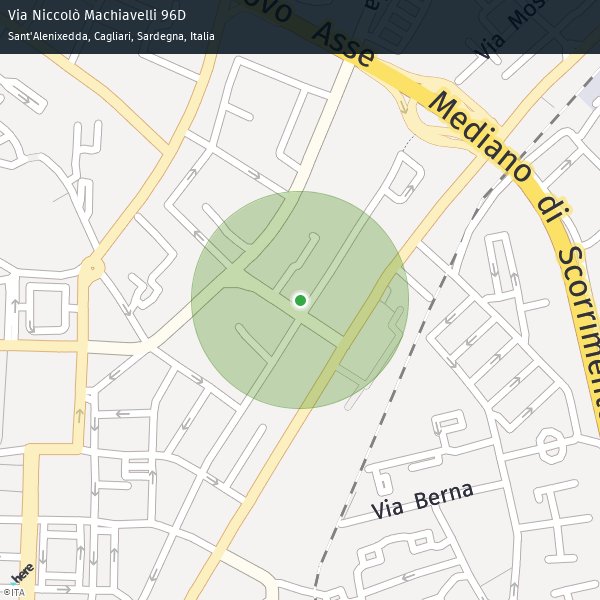 Via Niccolò Machiavelli 96D
Sant'Alenixedda, Cagliari, Sardegna, Italia
ovo Asse Mediano di Scorrimento
Via Mos
Via Berna
here
©ITA